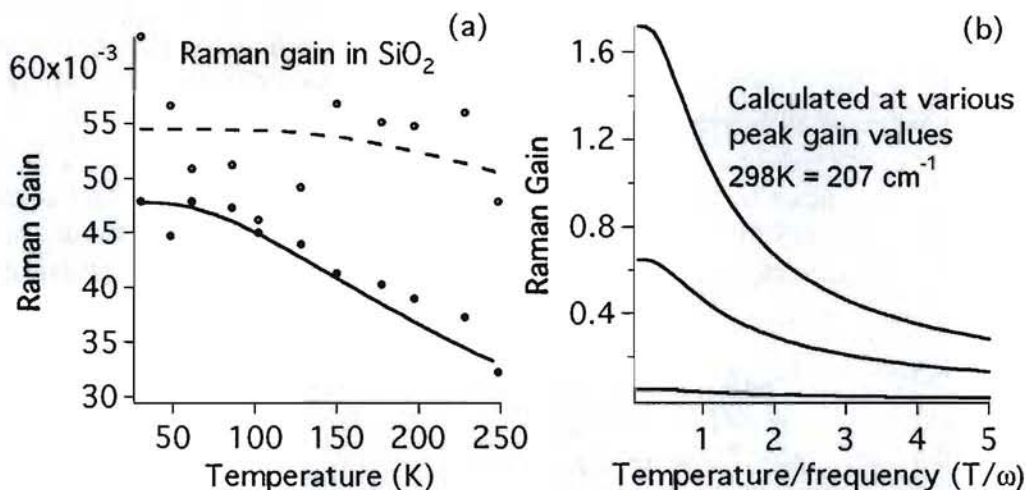 (a)
Raman gain in SiO₂
60x10⁻³
55
50
45
40
35
30
Raman Gain
50
100
150
200
250
Temperature (K)
(b)
Calculated at various
peak gain values
298K = 207 cm⁻¹
1.6
1.2
0.8
0.4
Raman Gain
1
2
3
4
5
Temperature/frequency (T/ω)